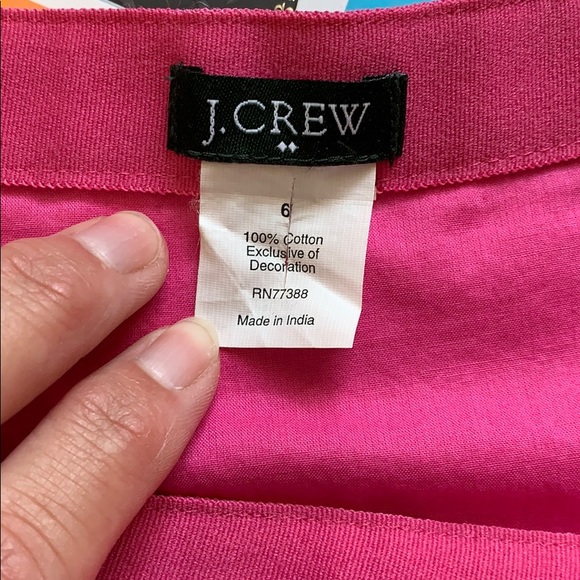 J.CREW
6
100% Cotton
Exclusive of
Decoration
RN77388
Made in India